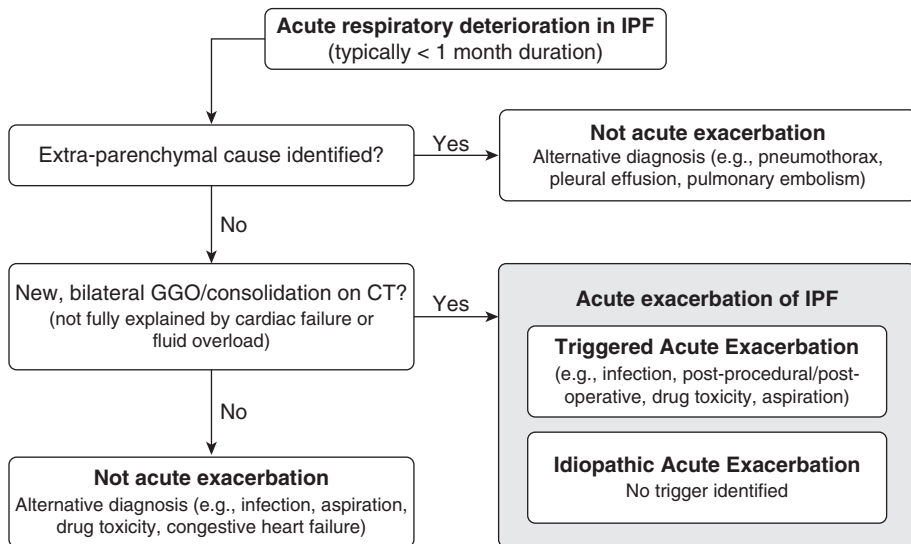 Acute respiratory deterioration in IPF
(typically < 1 month duration)
Extra-parenchymal cause identified?
Yes
Not acute exacerbation
Alternative diagnosis (e.g., pneumothorax,
pleural effusion, pulmonary embolism)
No
New, bilateral GGO/consolidation on CT?
(not fully explained by cardiac failure or
fluid overload)
Yes
Acute exacerbation of IPF
Triggered Acute Exacerbation
(e.g., infection, post-procedural/post-
operative, drug toxicity, aspiration)
Idiopathic Acute Exacerbation
No trigger identified
No
Not acute exacerbation
Alternative diagnosis (e.g., infection, aspiration,
drug toxicity, congestive heart failure)